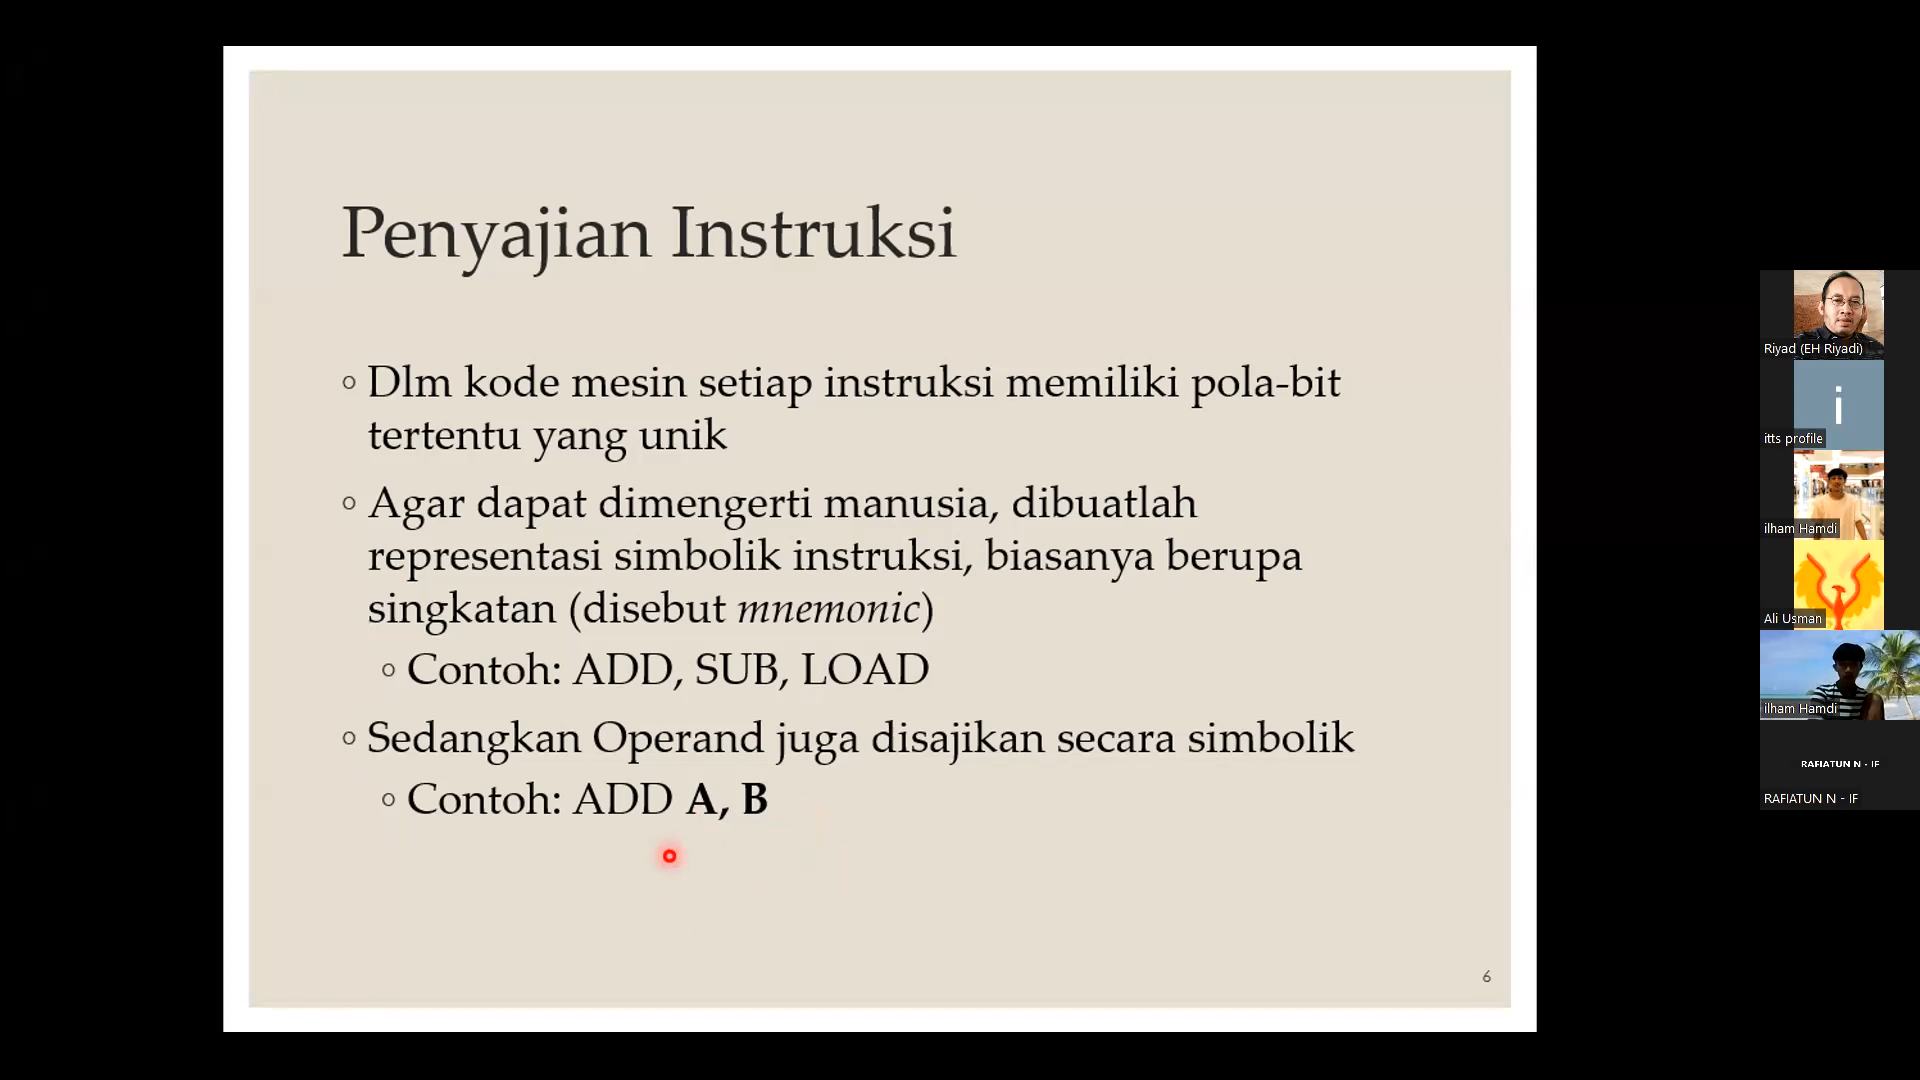 Penyajian Instruksi
◦ Dlm kode mesin setiap instruksi memiliki pola-bit
tertentu yang unik
◦ Agar dapat dimengerti manusia, dibuatlah
representasi simbolik instruksi, biasanya berupa
singkatan (disebut mnemonic)
◦ Contoh: ADD, SUB, LOAD
◦ Sedangkan Operand juga disajikan secara simbolik
◦ Contoh: ADD A, B
6
Riyad (EH Riyadi)
i
itts profile
ilham Hamdi
Ali Usman
ilham Hamdi
RAFIATUN N - IF
RAFIATUN N - IF